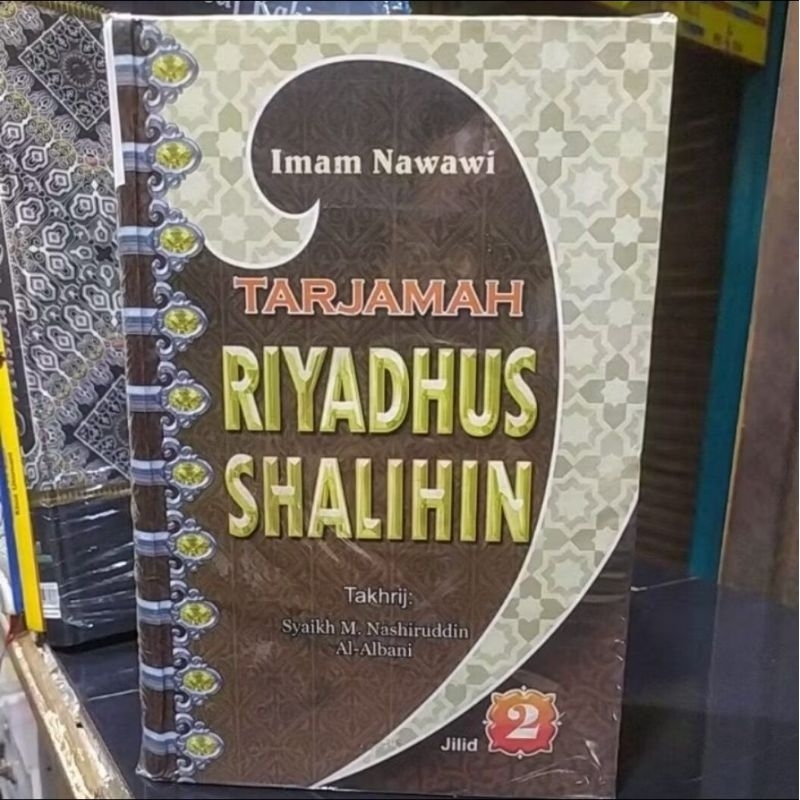 Imam Nawawi
TARJAMAH
RIYADHUS
SHALIHIN
Takhrij:
Syaikh M. Nashiruddin
Al-Albani
Jilid 2